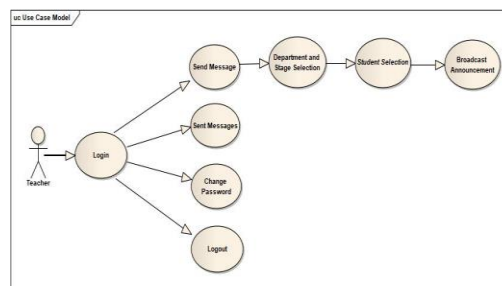 uc Use Case Model
Send Message
Department and
Stage Selection
Student Selection
Broadcast
Announcement
Sent Messages
Login
Teacher
Change
Password
Logout